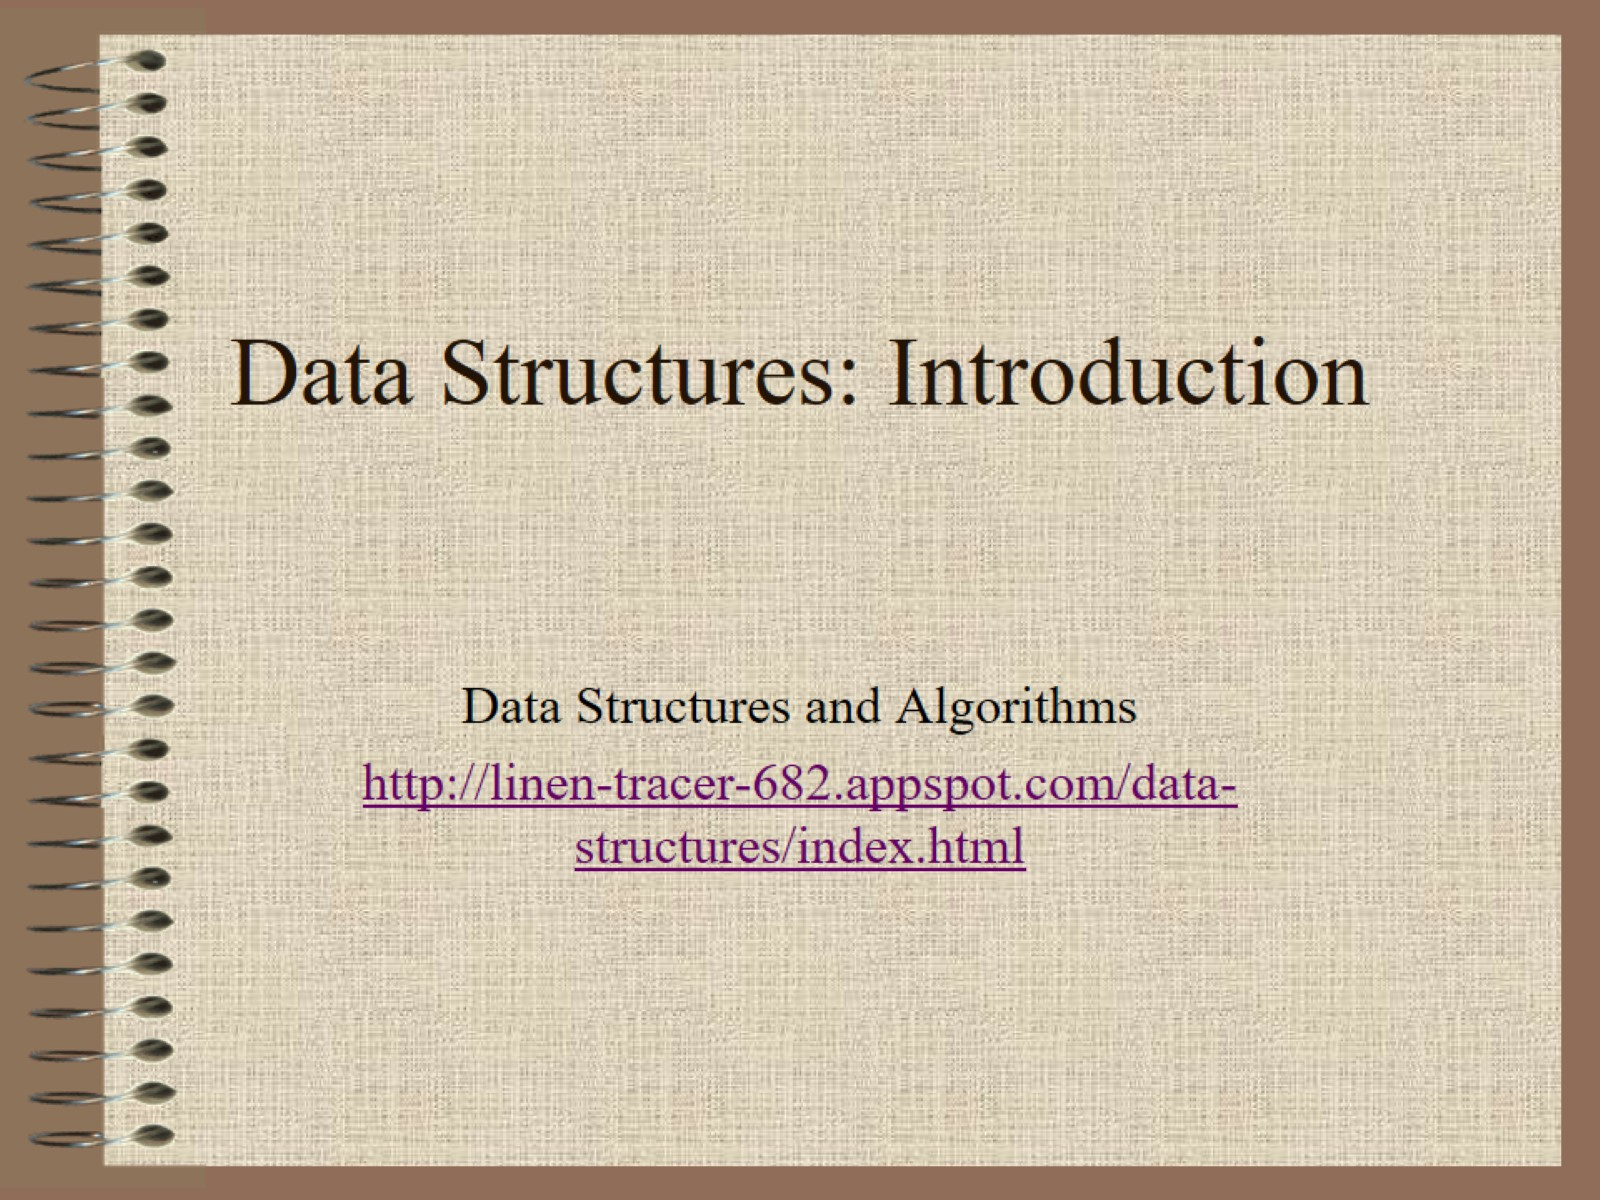 Data Structures: Introduction
Data Structures and Algorithms
http://linen-tracer-682.appspot.com/data-
structures/index.html